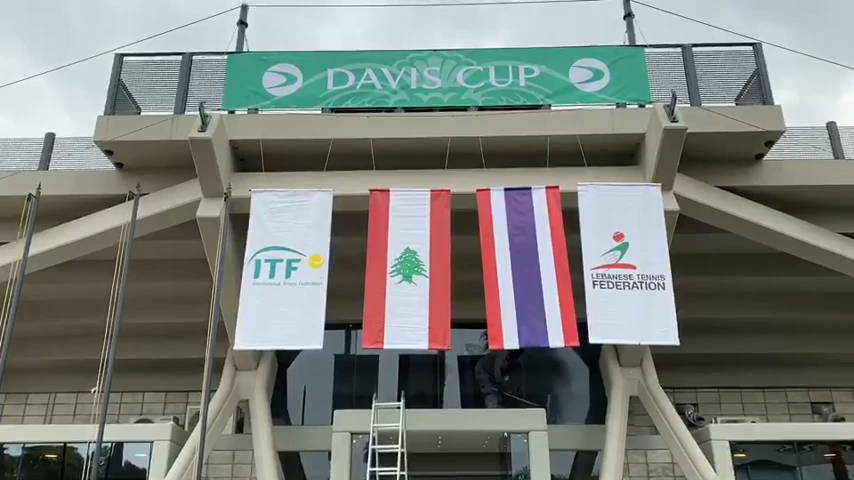 DAVIS CUP
ITF
International Tennis Federation
LEBANESE TENNIS
FEDERATION